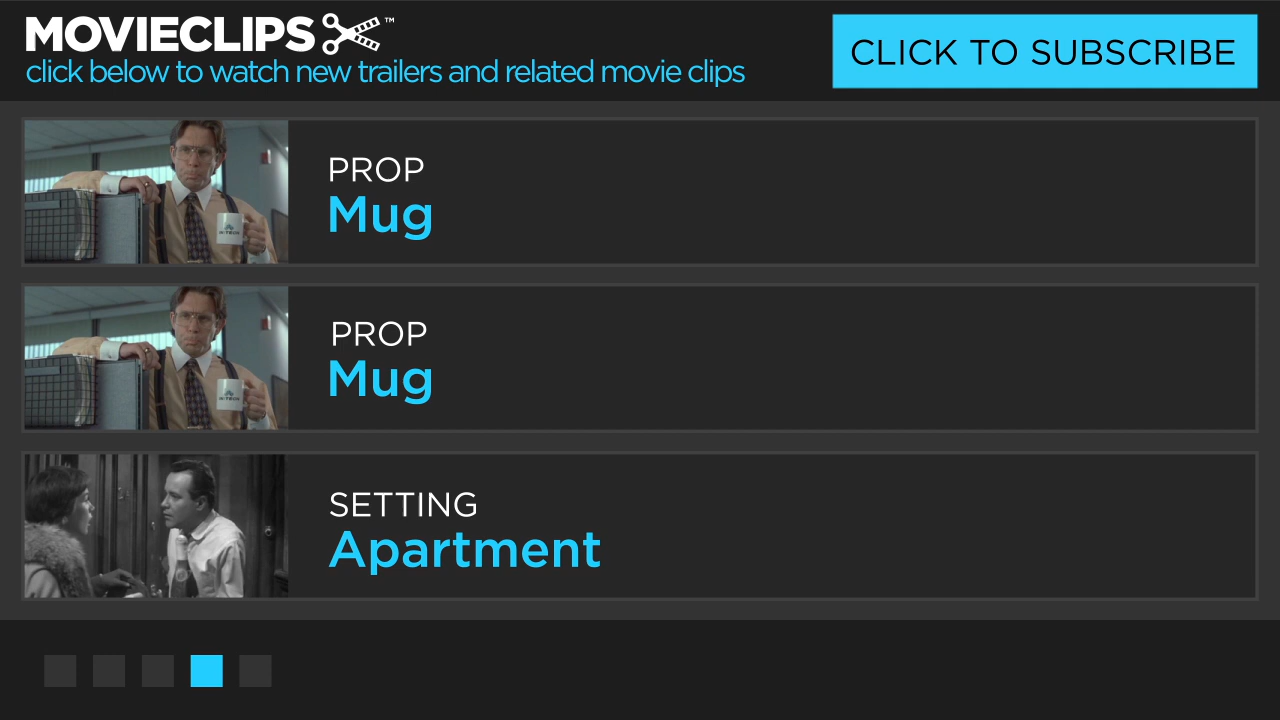 MOVIECLIPS™
click below to watch new trailers and related movie clips
CLICK TO SUBSCRIBE
PROP
Mug
PROP
Mug
SETTING
Apartment